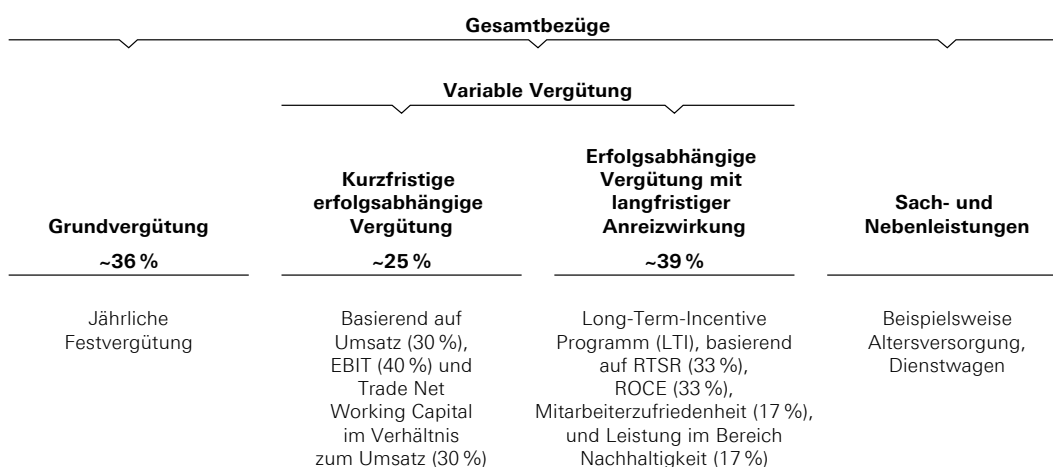 Gesamtbezüge
Variable Vergütung
Grundvergütung
~36 %
Jährliche
Festvergütung
Kurzfristige
erfolgsabhängige
Vergütung
~25 %
Basierend auf
Umsatz (30 %),
EBIT (40 %) und
Trade Net
Working Capital
im Verhältnis
zum Umsatz (30 %)
Erfolgsabhängige
Vergütung mit
langfristiger
Anreizwirkung
~39 %
Long-Term-Incentive
Programm (LTI), basierend
auf RTSR (33 %),
ROCE (33 %),
Mitarbeiterzufriedenheit (17 %),
und Leistung im Bereich
Nachhaltigkeit (17 %)
Sach- und
Nebenleistungen
Beispielsweise
Altersversorgung,
Dienstwagen